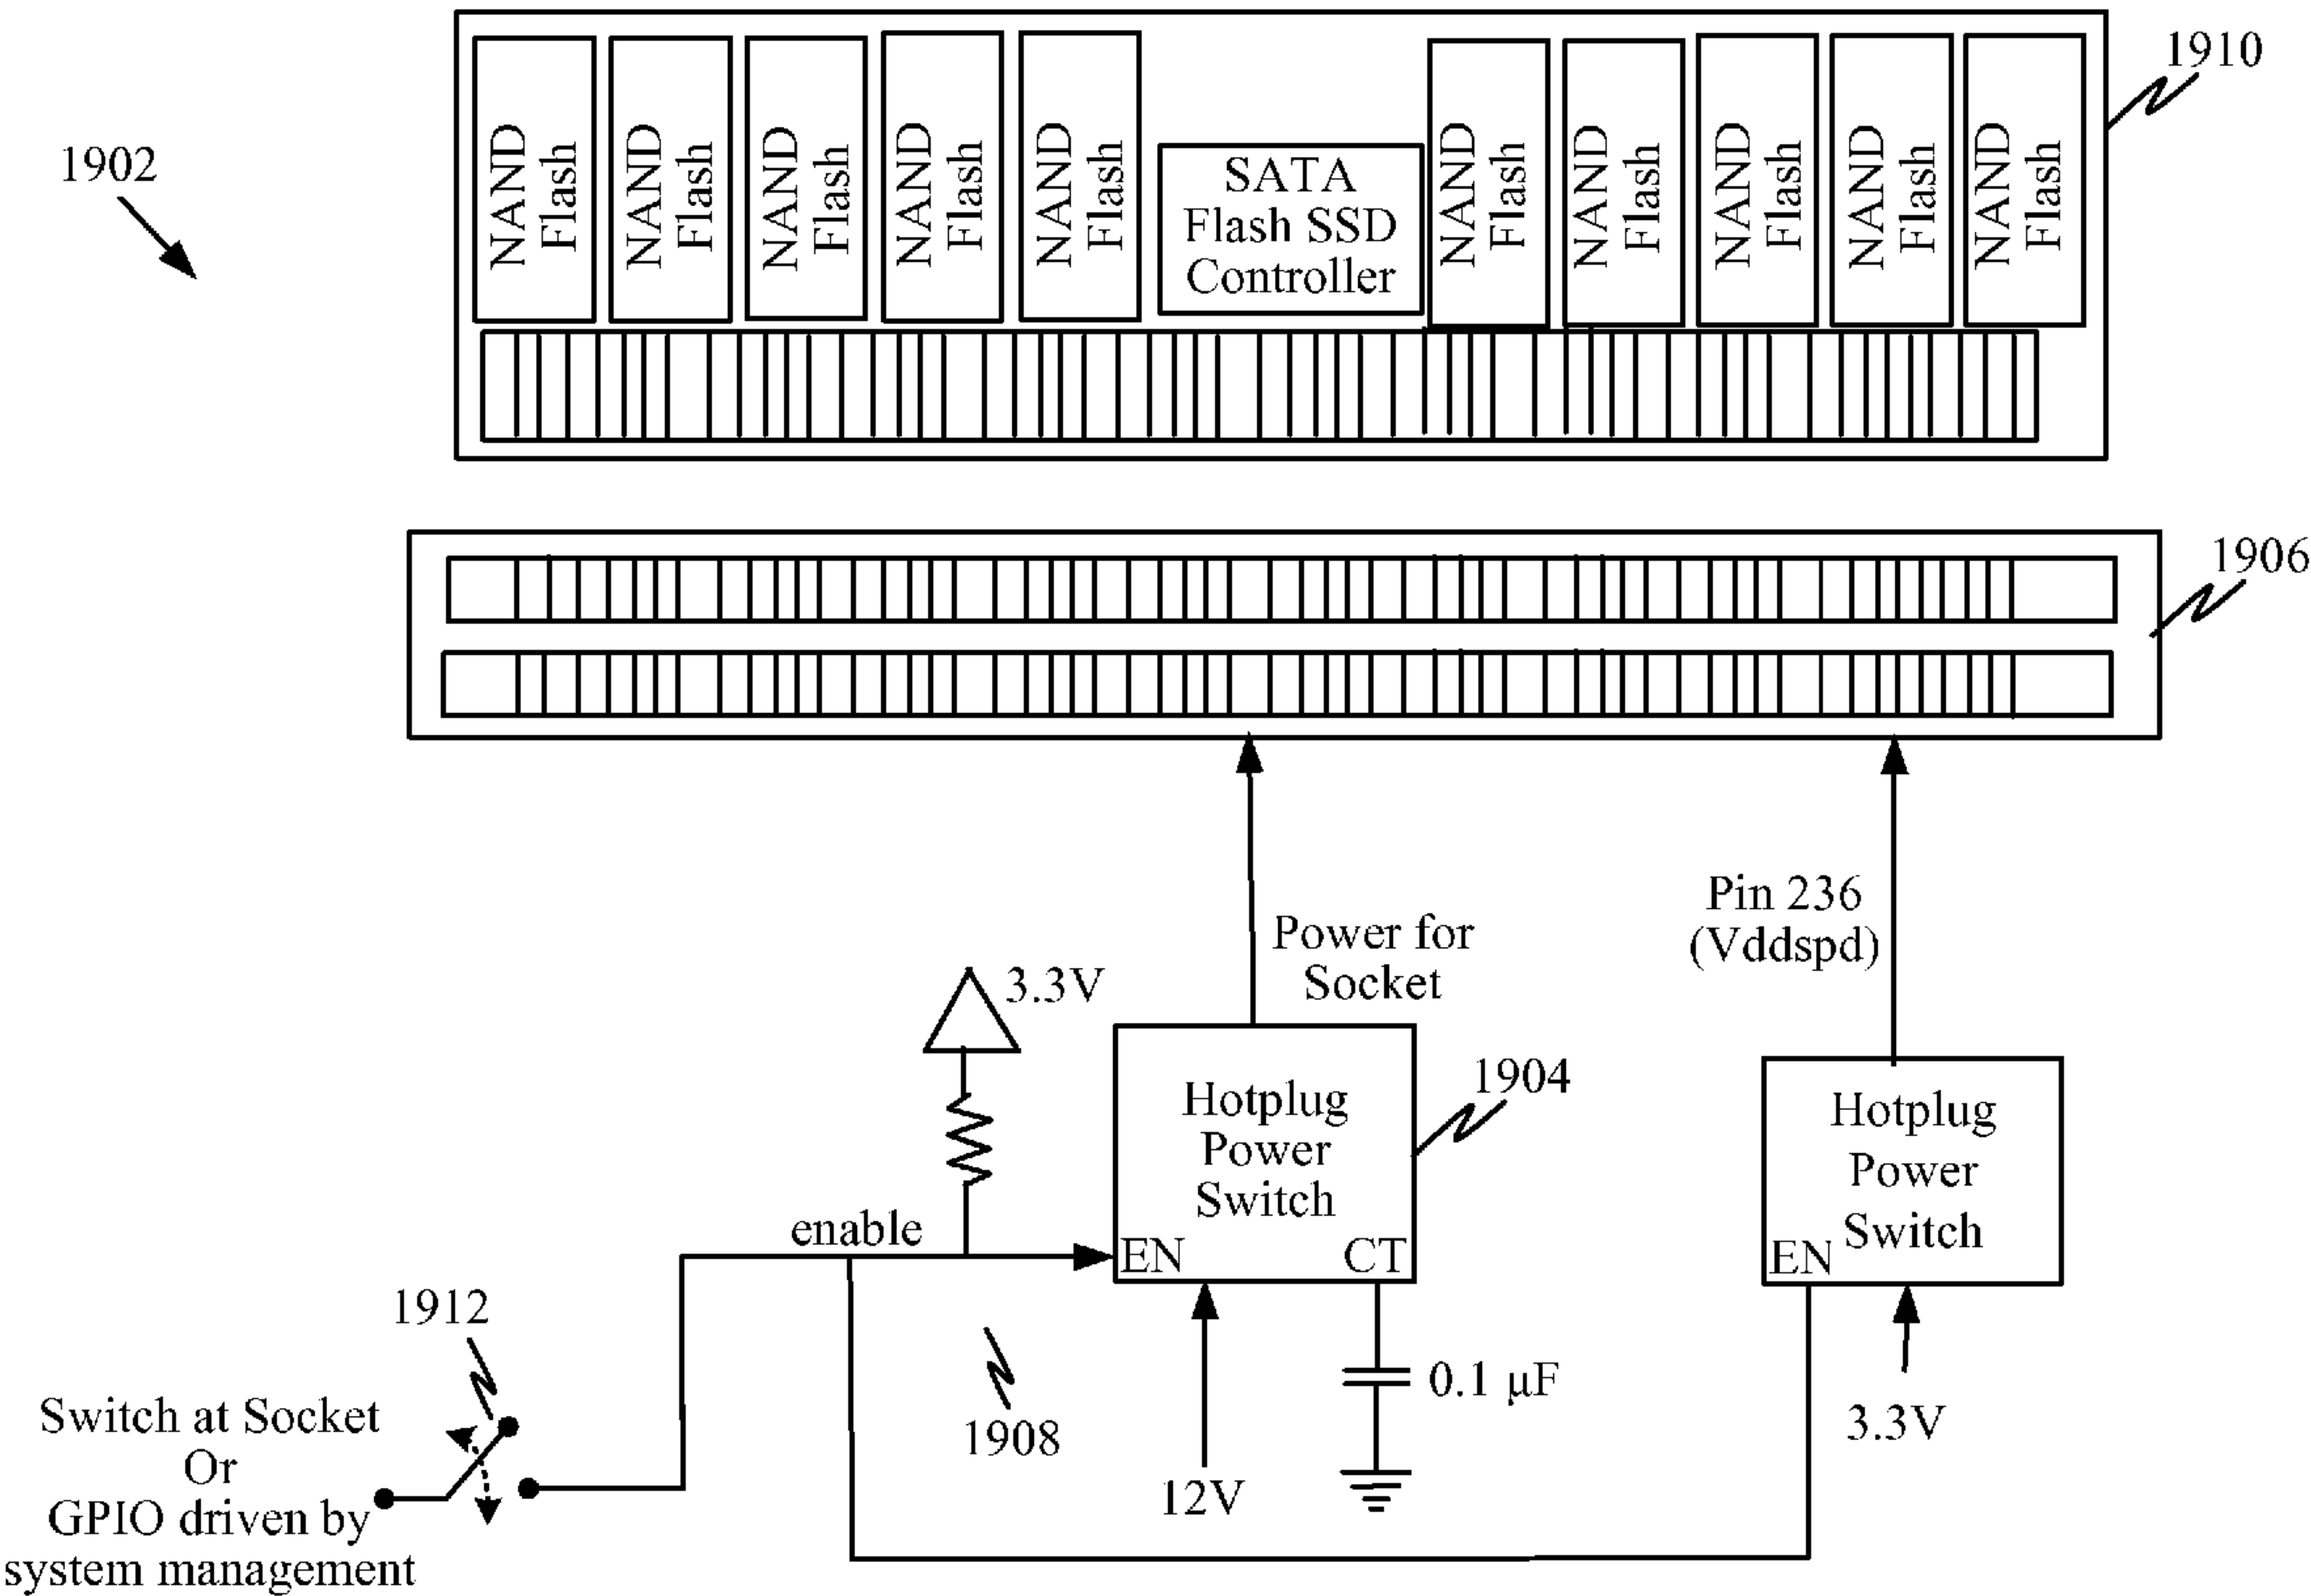 1910
1902
NAND
Flash
NAND
Flash
NAND
Flash
NAND
Flash
NAND
Flash
SATA
Flash SSD
Controller
NAND
Flash
NAND
Flash
NAND
Flash
NAND
Flash
NAND
Flash
1906
Pin 236
(Vddspd)
Power for
Socket
3.3V
1904
Hotplug
Power
Switch
EN
CT
Hotplug
Power
Switch
EN
enable
1912
Switch at Socket
Or
GPIO driven by
system management
1908
12V
0.1 µF
3.3V